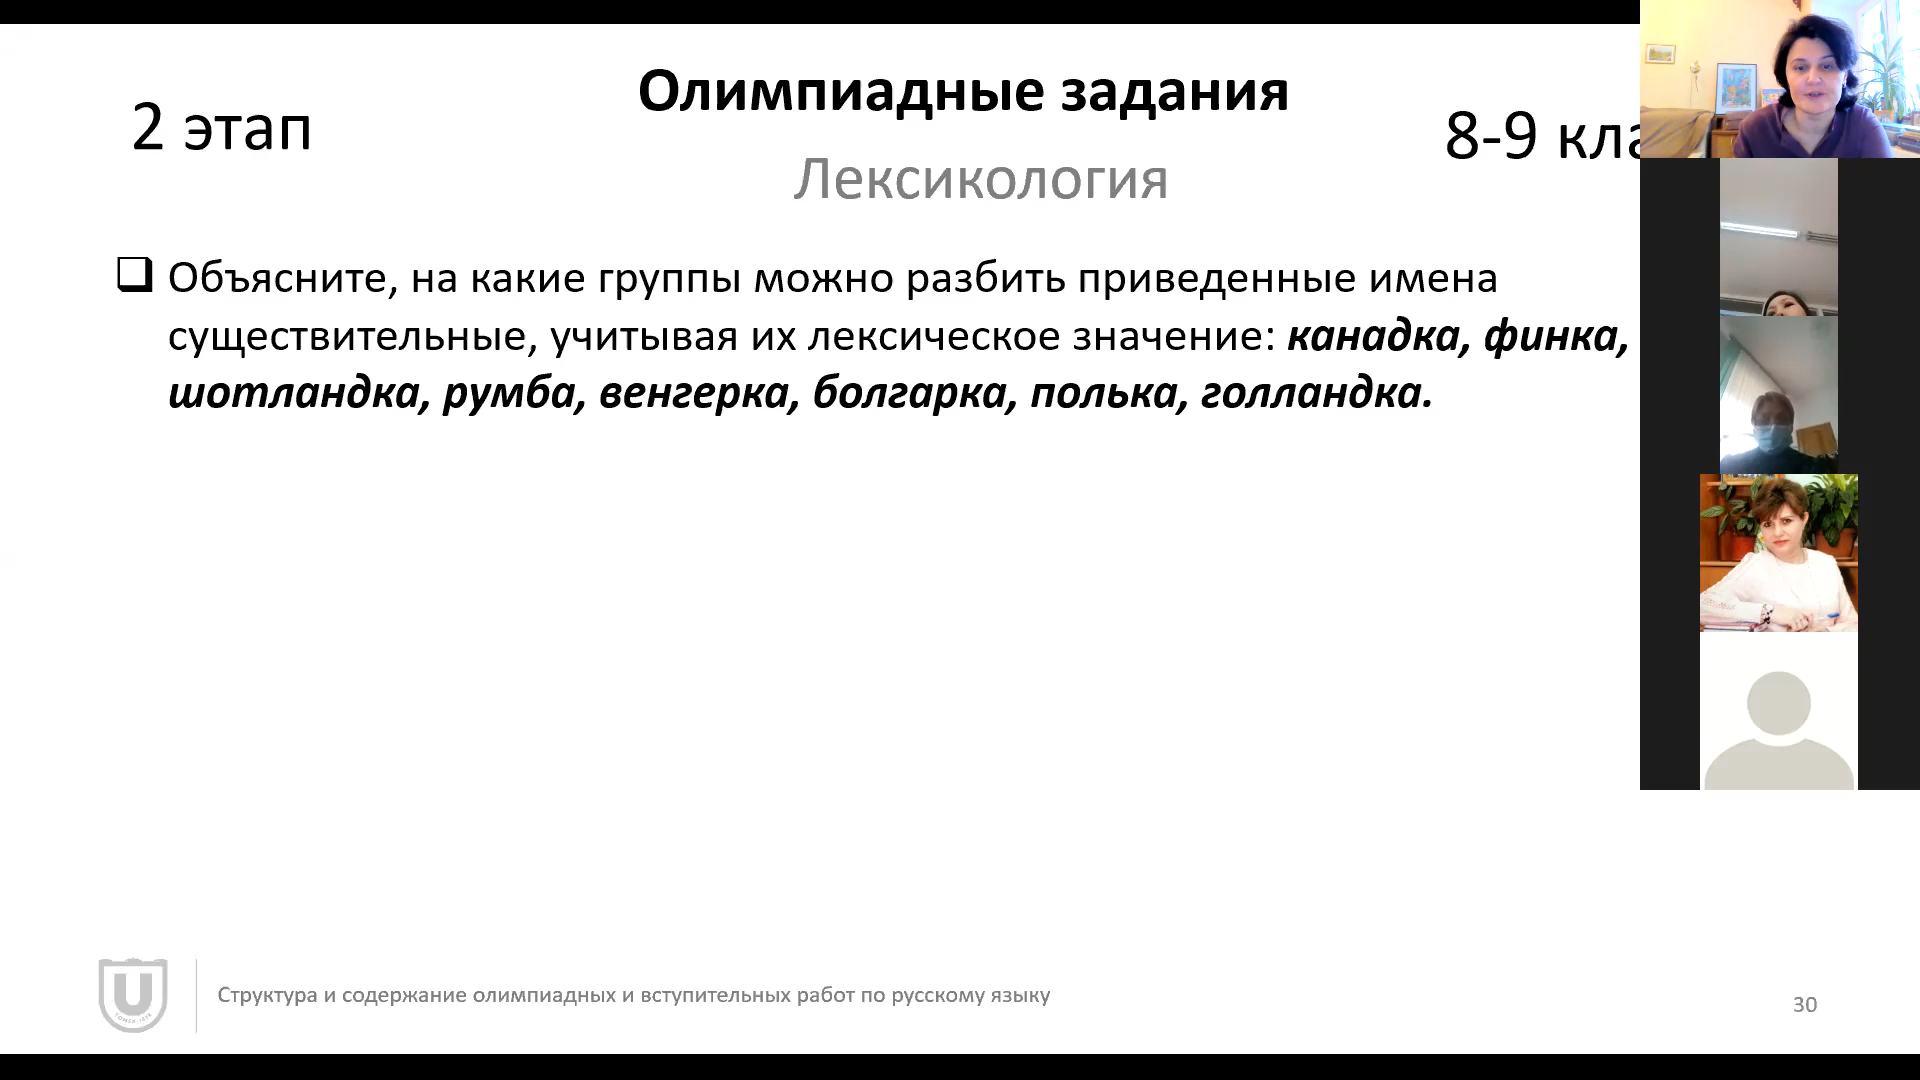 Олимпиадные задания
2 этап
8-9 кла
Лексикология
Объясните, на какие группы можно разбить приведенные имена
существительные, учитывая их лексическое значение: канадка, финка,
шотландка, румба, венгерка, болгарка, полька, голландка.
Структура и содержание олимпиадных и вступительных работ по русскому языку
30